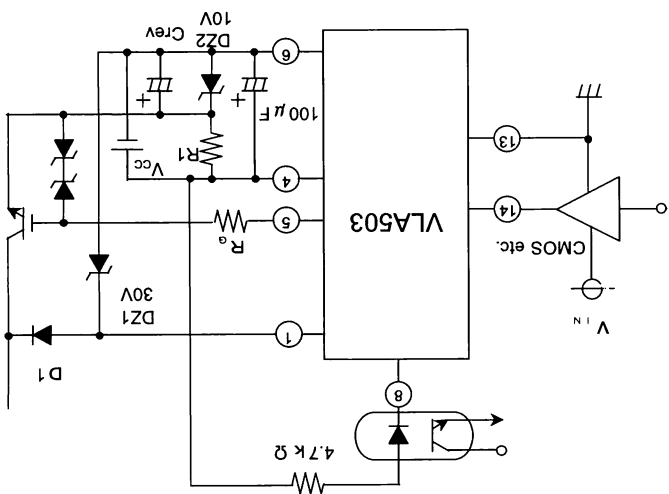 4.7kΩ
8
D1
VIN
1
DZ1
30V
CMOS etc.
14
VLA503
5
RG
4
VCC
13
R1
100μF
+
+
6
DZ2
10V
Crev